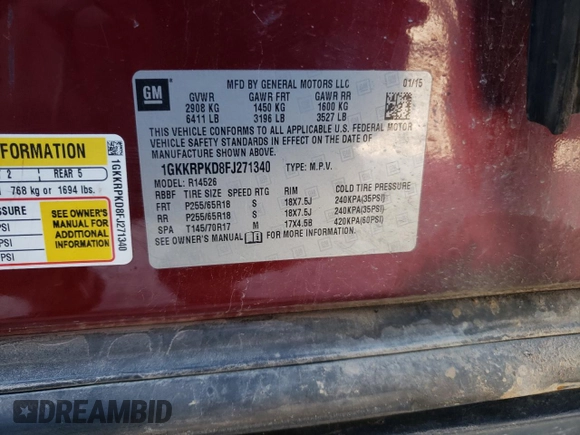 MFD BY GENERAL MOTORS LLC 01/15
GM
GVWR GAWR FRT GAWR RR
2908 KG 1450 KG 1600 KG
6411 LB 3196 LB 3527 LB
THIS VEHICLE CONFORMS TO ALL APPLICABLE U.S. FEDERAL MOTOR
VEHICLE SAFETY STANDARDS IN EFFECT ON THE DATE OF
MANUFACTURE SHOWN ABOVE.
1GKKRPKD8FJ271340 TYPE: M.P.V.
MODEL: R14526
RBBF TIRE SIZE SPEED RTG RIM COLD TIRE PRESSURE
FRT P255/65R18 S 18X7.5J 240KPA(35PSI)
RR P255/65R18 S 18X7.5J 240KPA(35PSI)
SPA T145/70R17 M 17X4.5B 420KPA(60PSI)
SEE OWNER'S MANUAL FOR MORE INFORMATION.
FORMATION
2 REAR 5
768 kg or 1694 lbs.
SSURE
PSI
PSI
PSI
SEE OWNER'S
MANUAL FOR
ADDITIONAL
INFORMATION
1GKKRPKD8FJ271340
DREAMBID